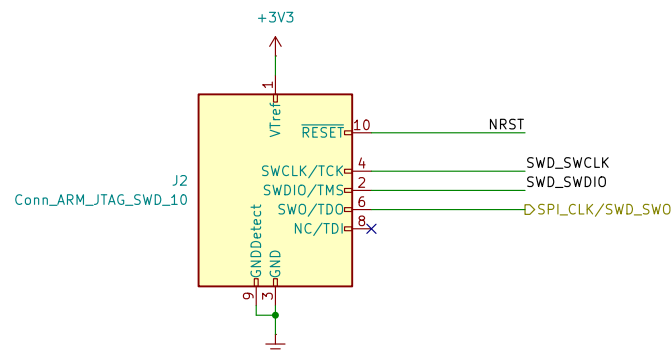 +3V3
1
VTref
RESET
10
NRST
SWCLK/TCK
4
SWD_SWCLK
J2
SWDIO/TMS
2
SWD_SWDIO
Conn_ARM_JTAG_SWD_10
SWO/TDO
6
SPI_CLK/SWD_SWO
NC/TDI
8
GNDDetect
GND
9
3